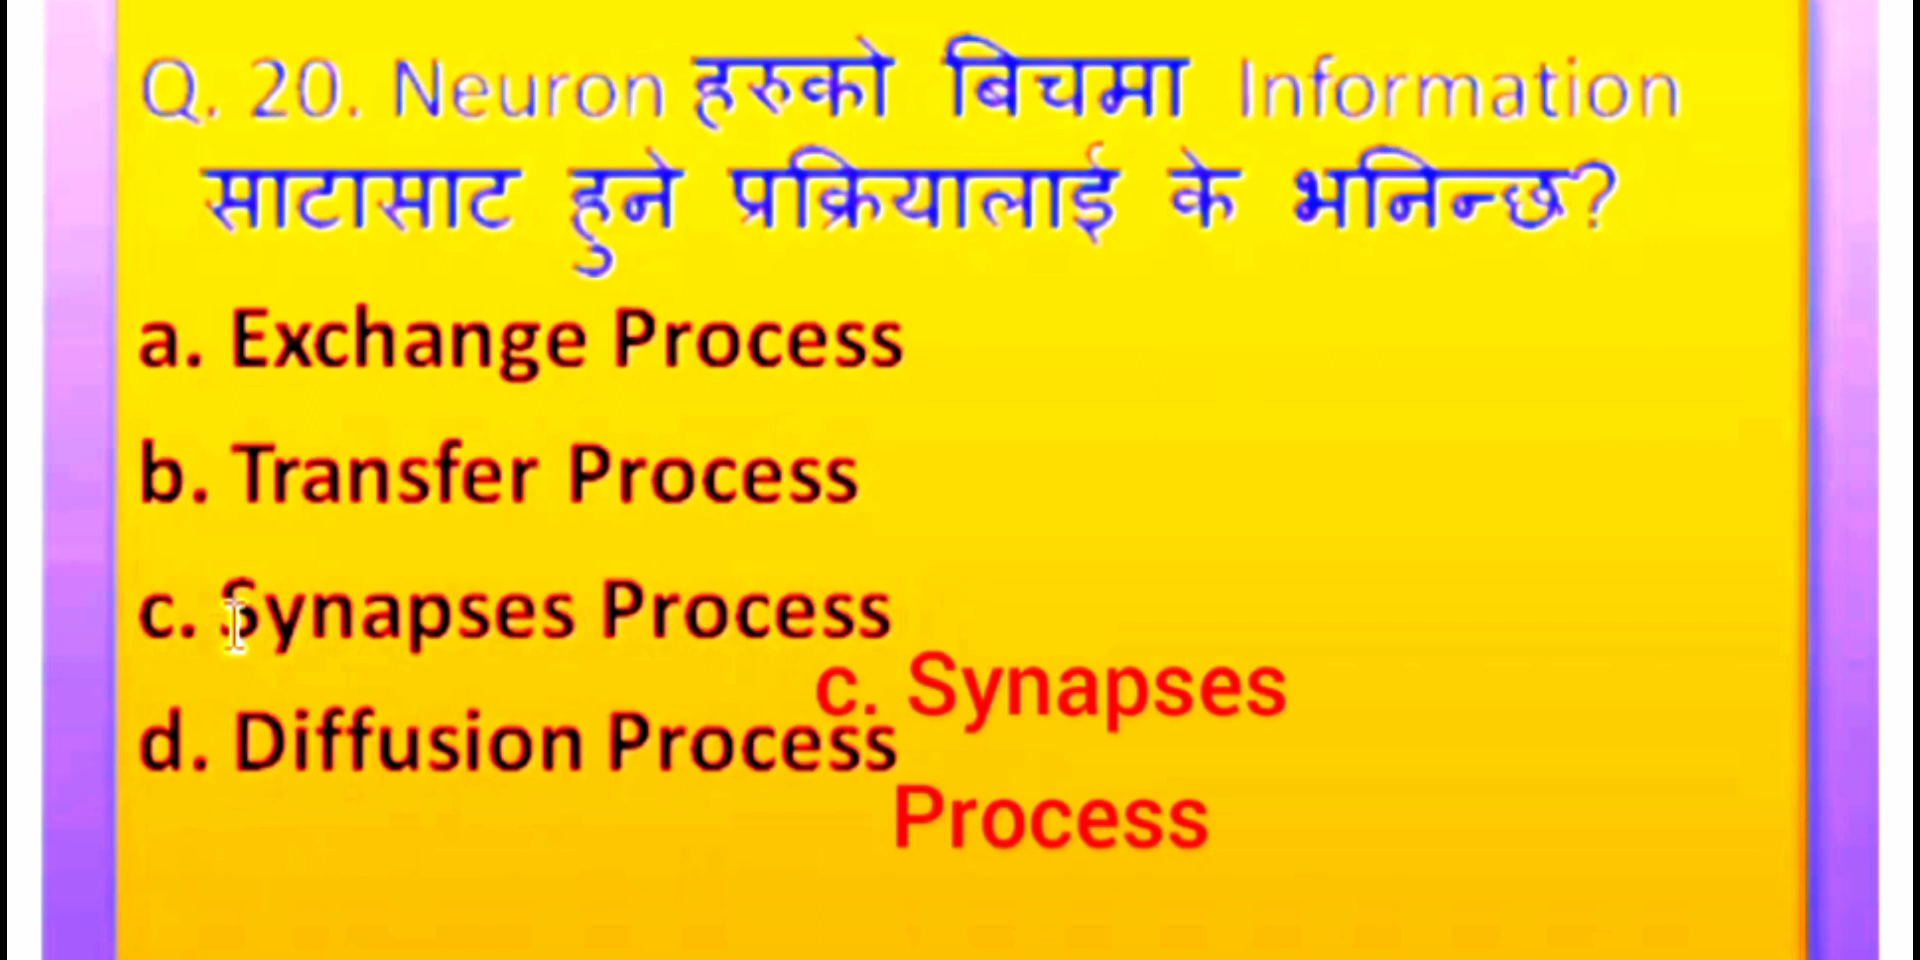 Q. 20. Neuron हरुको बिचमा Information
साटासाट हुने प्रक्रियालाई के भनिन्छ?
a. Exchange Process
b. Transfer Process
c. Synapses Process
d. Diffusion Process
c. Synapses
Process